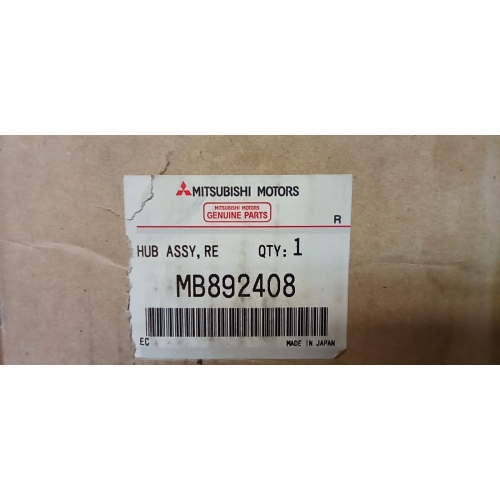 MITSUBISHI MOTORS
MITSUBISHI MOTORS
GENUINE PARTS
R
HUB ASSY,RE QTY: 1
MB892408
EC MADE IN JAPAN